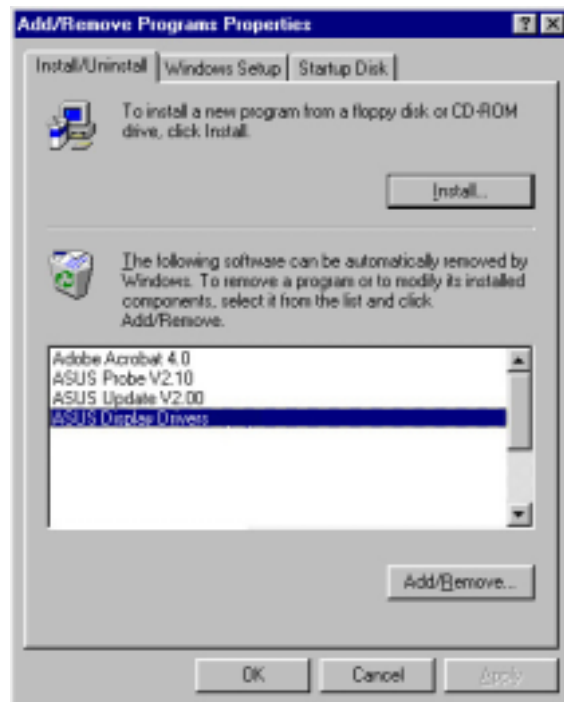 Add/Remove Programs Properties
Install/Uninstall Windows Setup Startup Disk
To install a new program from a floppy disk or CD-ROM
drive, click Install.
Install...
The following software can be automatically removed by
Windows. To remove a program or to modify its installed
components, select it from the list and click
Add/Remove.
Adobe Acrobat 4.0
ASUS Probe V2.10
ASUS Update V2.00
ASUS Display Drivers
Add/Remove...
OK Cancel Apply